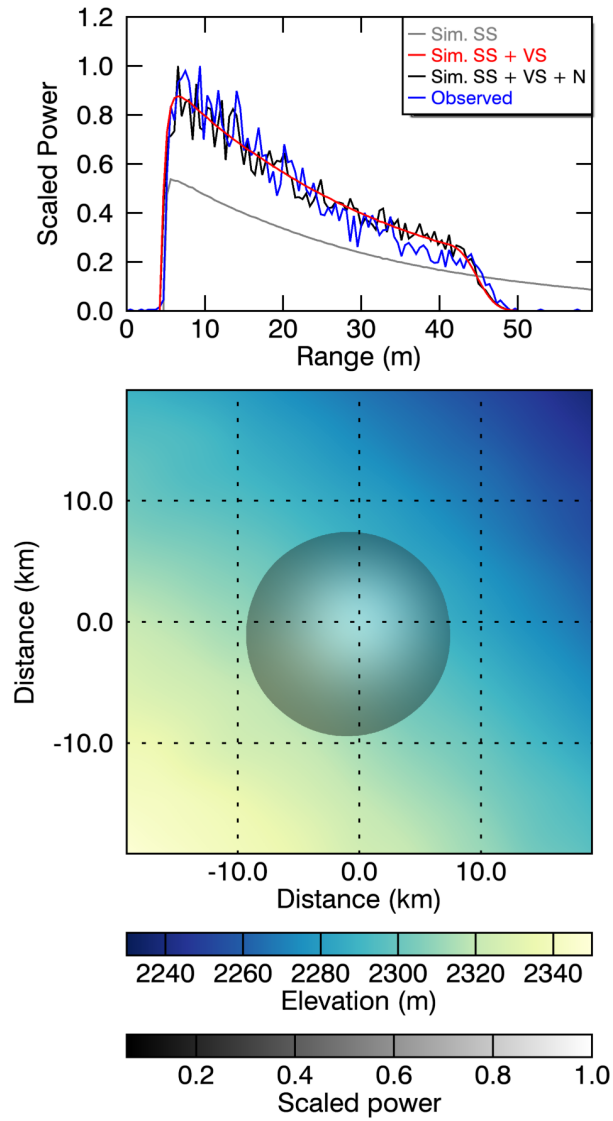 1.2
1.0
0.8
0.6
0.4
0.2
0.0
Scaled Power
Sim. SS
Sim. SS + VS
Sim. SS + VS + N
Observed
0 10 20 30 40 50
Range (m)
10.0
0.0
-10.0
Distance (km)
-10.0 0.0 10.0
Distance (km)
2240 2260 2280 2300 2320 2340
Elevation (m)
0.2 0.4 0.6 0.8 1.0
Scaled power